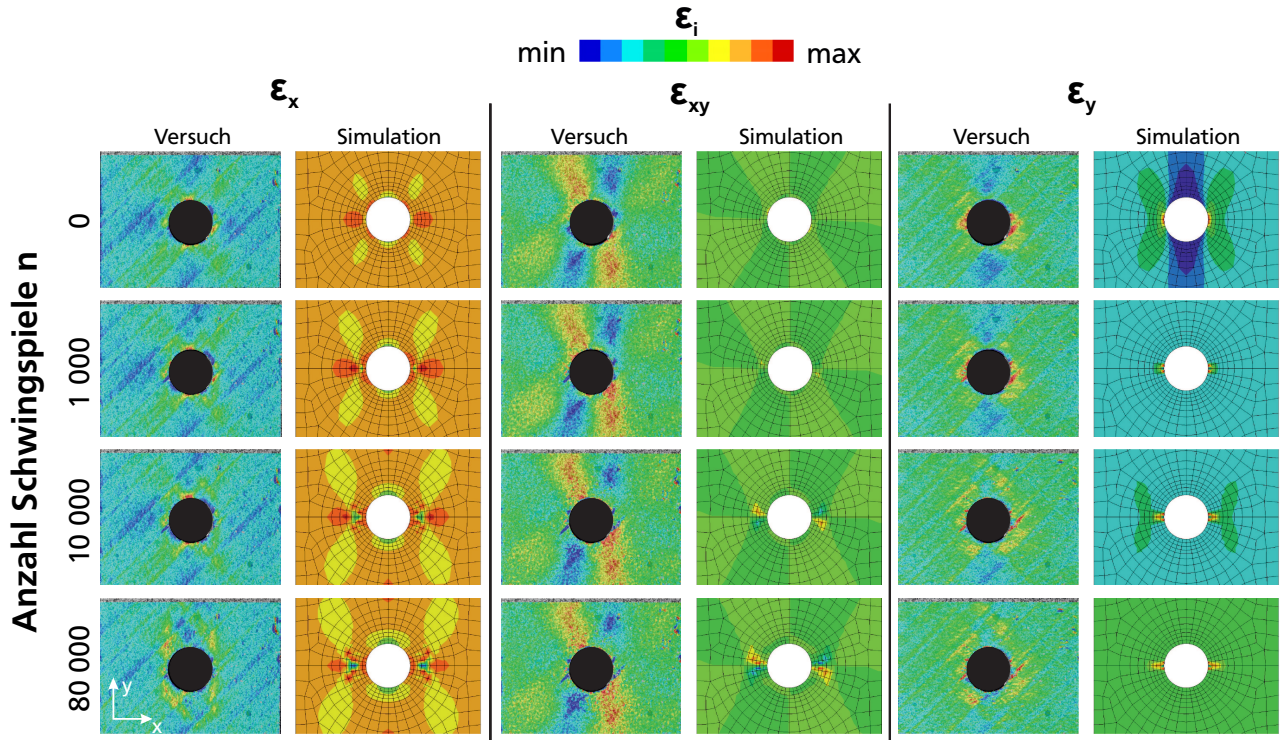 ε_i
min max
ε_x ε_xy ε_y
Versuch Simulation Versuch Simulation Versuch Simulation
Anzahl Schwingspiele n
0
1 000
10 000
80 000
y
x